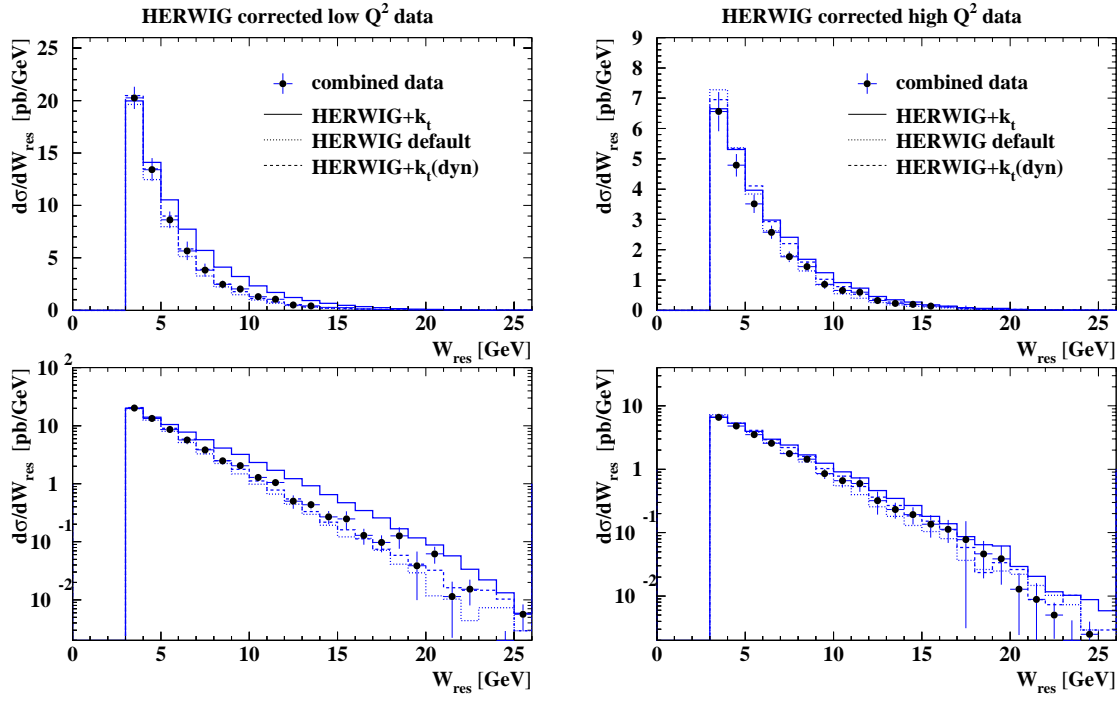 HERWIG corrected low Q² data
dσ/dW_res [pb/GeV]
25
20
15
10
5
0
combined data
HERWIG+k_t
HERWIG default
HERWIG+k_t(dyn)
0 5 10 15 20 25
W_res [GeV]
HERWIG corrected high Q² data
dσ/dW_res [pb/GeV]
9
8
7
6
5
4
3
2
1
0
combined data
HERWIG+k_t
HERWIG default
HERWIG+k_t(dyn)
0 5 10 15 20 25
W_res [GeV]
dσ/dW_res [pb/GeV]
10²
10
1
10⁻¹
10⁻²
0 5 10 15 20 25
W_res [GeV]
dσ/dW_res [pb/GeV]
10
1
10⁻¹
10⁻²
0 5 10 15 20 25
W_res [GeV]